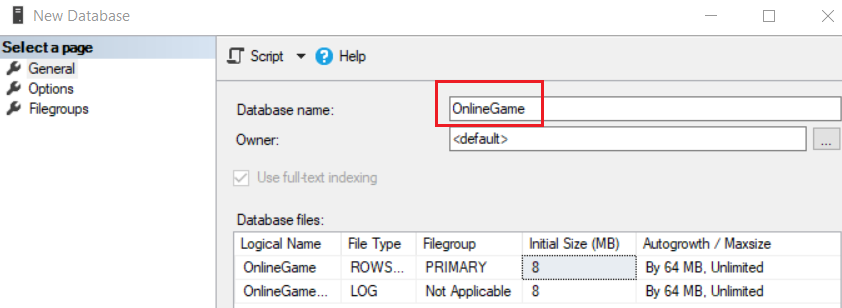 New Database
Select a page
General
Options
Filegroups
Script Help
Database name: OnlineGame
Owner: <default> ...
Use full-text indexing
Database files:
Logical Name File Type Filegroup Initial Size (MB) Autogrowth / Maxsize
OnlineGame ROWS... PRIMARY 8 By 64 MB, Unlimited
OnlineGame... LOG Not Applicable 8 By 64 MB, Unlimited